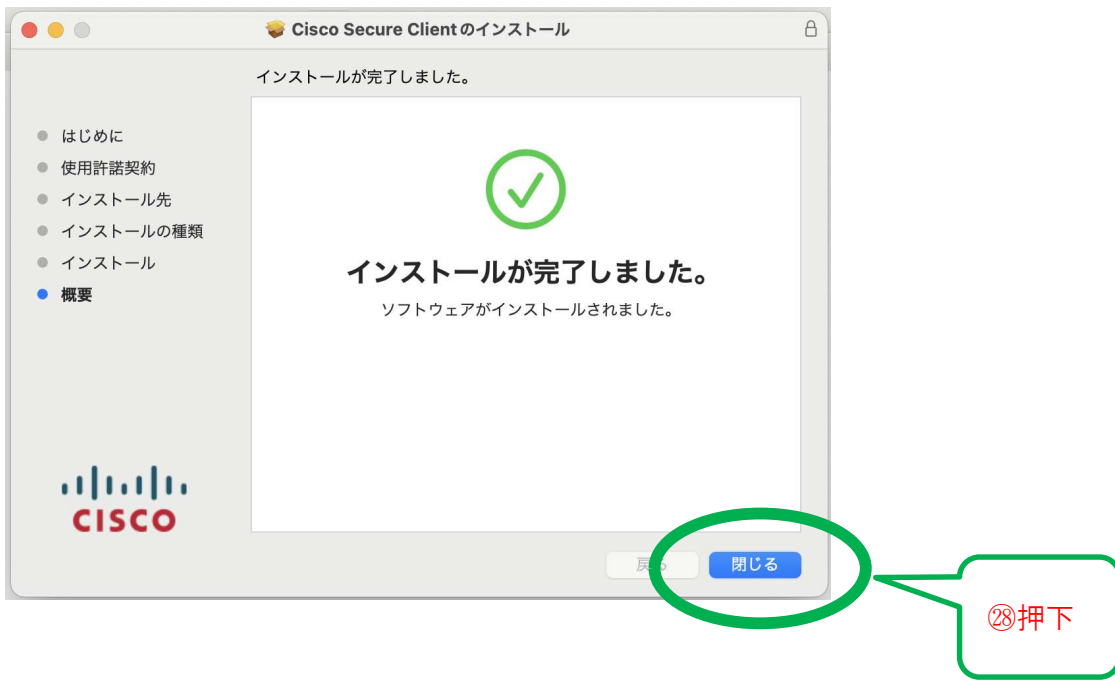 Cisco Secure Clientのインストール
インストールが完了しました。
はじめに
使用許諾契約
インストール先
インストールの種類
インストール
概要
インストールが完了しました。
ソフトウェアがインストールされました。
CISCO
戻る
閉じる
㉘押下